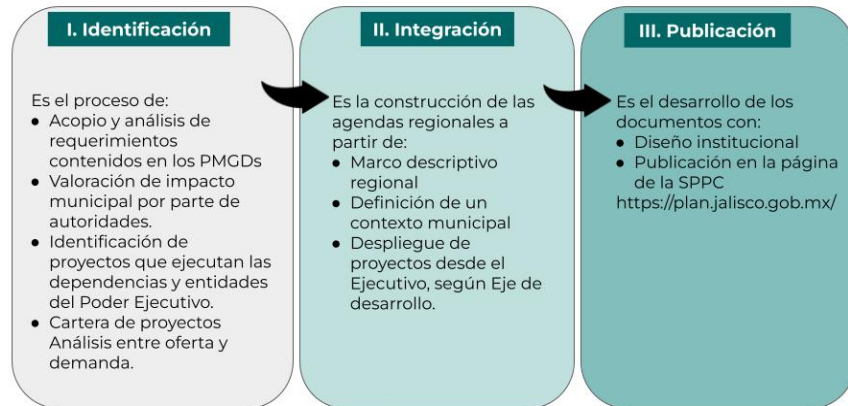 I. Identificación
Es el proceso de:
● Acopio y análisis de
requerimientos
contenidos en los PMGDs
● Valoración de impacto
municipal por parte de
autoridades.
● Identificación de
proyectos que ejecutan las
dependencias y entidades
del Poder Ejecutivo.
● Cartera de proyectos
Análisis entre oferta y
demanda.
II. Integración
Es la construcción de las
agendas regionales a
partir de:
● Marco descriptivo
regional
● Definición de un
contexto municipal
● Despliegue de
proyectos desde el
Ejecutivo, según Eje de
desarrollo.
III. Publicación
Es el desarrollo de los
documentos con:
● Diseño institucional
● Publicación en la página
de la SPPC
https://plan.jalisco.gob.mx/